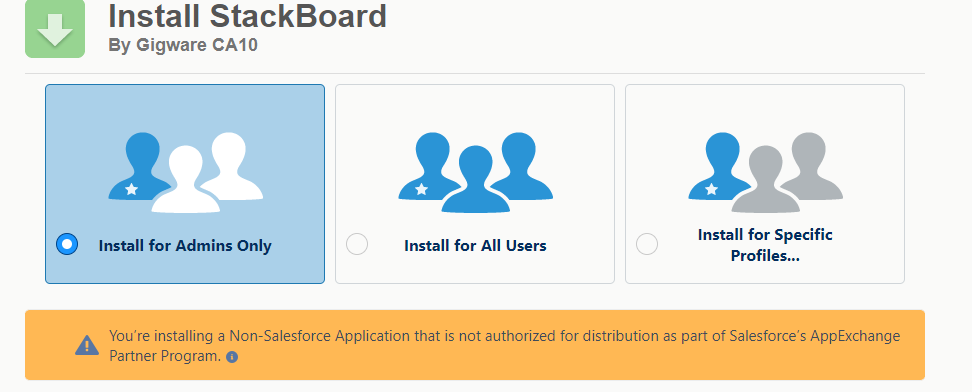 Install StackBoard
By Gigware CA10
Install for Admins Only
Install for All Users
Install for Specific
Profiles...
You're installing a Non-Salesforce Application that is not authorized for distribution as part of Salesforce's AppExchange
Partner Program.